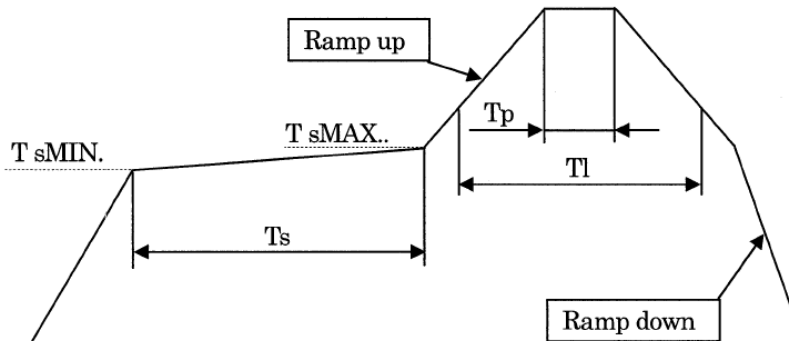 Ramp up
Tp
T sMAX..
T sMIN.
Tl
Ts
Ramp down